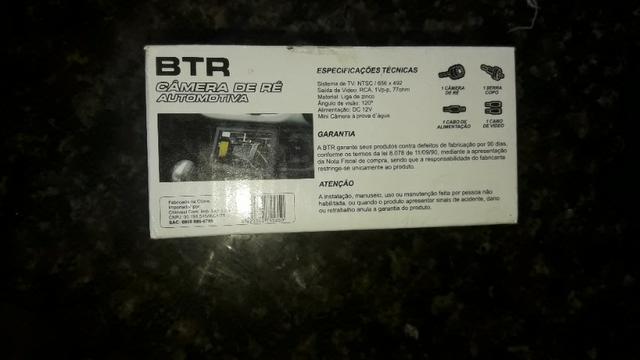 BTR
CÂMERA DE RÉ
AUTOMOTIVA
ESPECIFICAÇÕES TÉCNICAS
Sistema de TV: NTSC / 656 x 492
Saída de Vídeo: RCA, 1Vp-p, 77ohm
Material: Liga de zinco
Ângulo de visão: 120º
Alimentação: DC 12V
Mini Câmera à prova d'água
1 CÂMERA
DE RÉ
1 SERRA
COPO
1 CABO DE
ALIMENTAÇÃO
1 CABO
DE VÍDEO
GARANTIA
A BTR garante seus produtos contra defeitos de fabricação por 90 dias,
conforme os termos da lei 8.078 de 11/09/90, mediante a apresentação
da Nota Fiscal de compra, sendo que a responsabilidade do fabricante
restringe-se unicamente ao produto.
ATENÇÃO
A instalação, manuseio, uso ou manutenção feita por pessoa não
habilitada, ou quando o produto apresentar sinais de acidente, dano
ou retrabalho anula a garantia do produto.
Fabricado na China
Importado por:
CNPJ:
SAC: